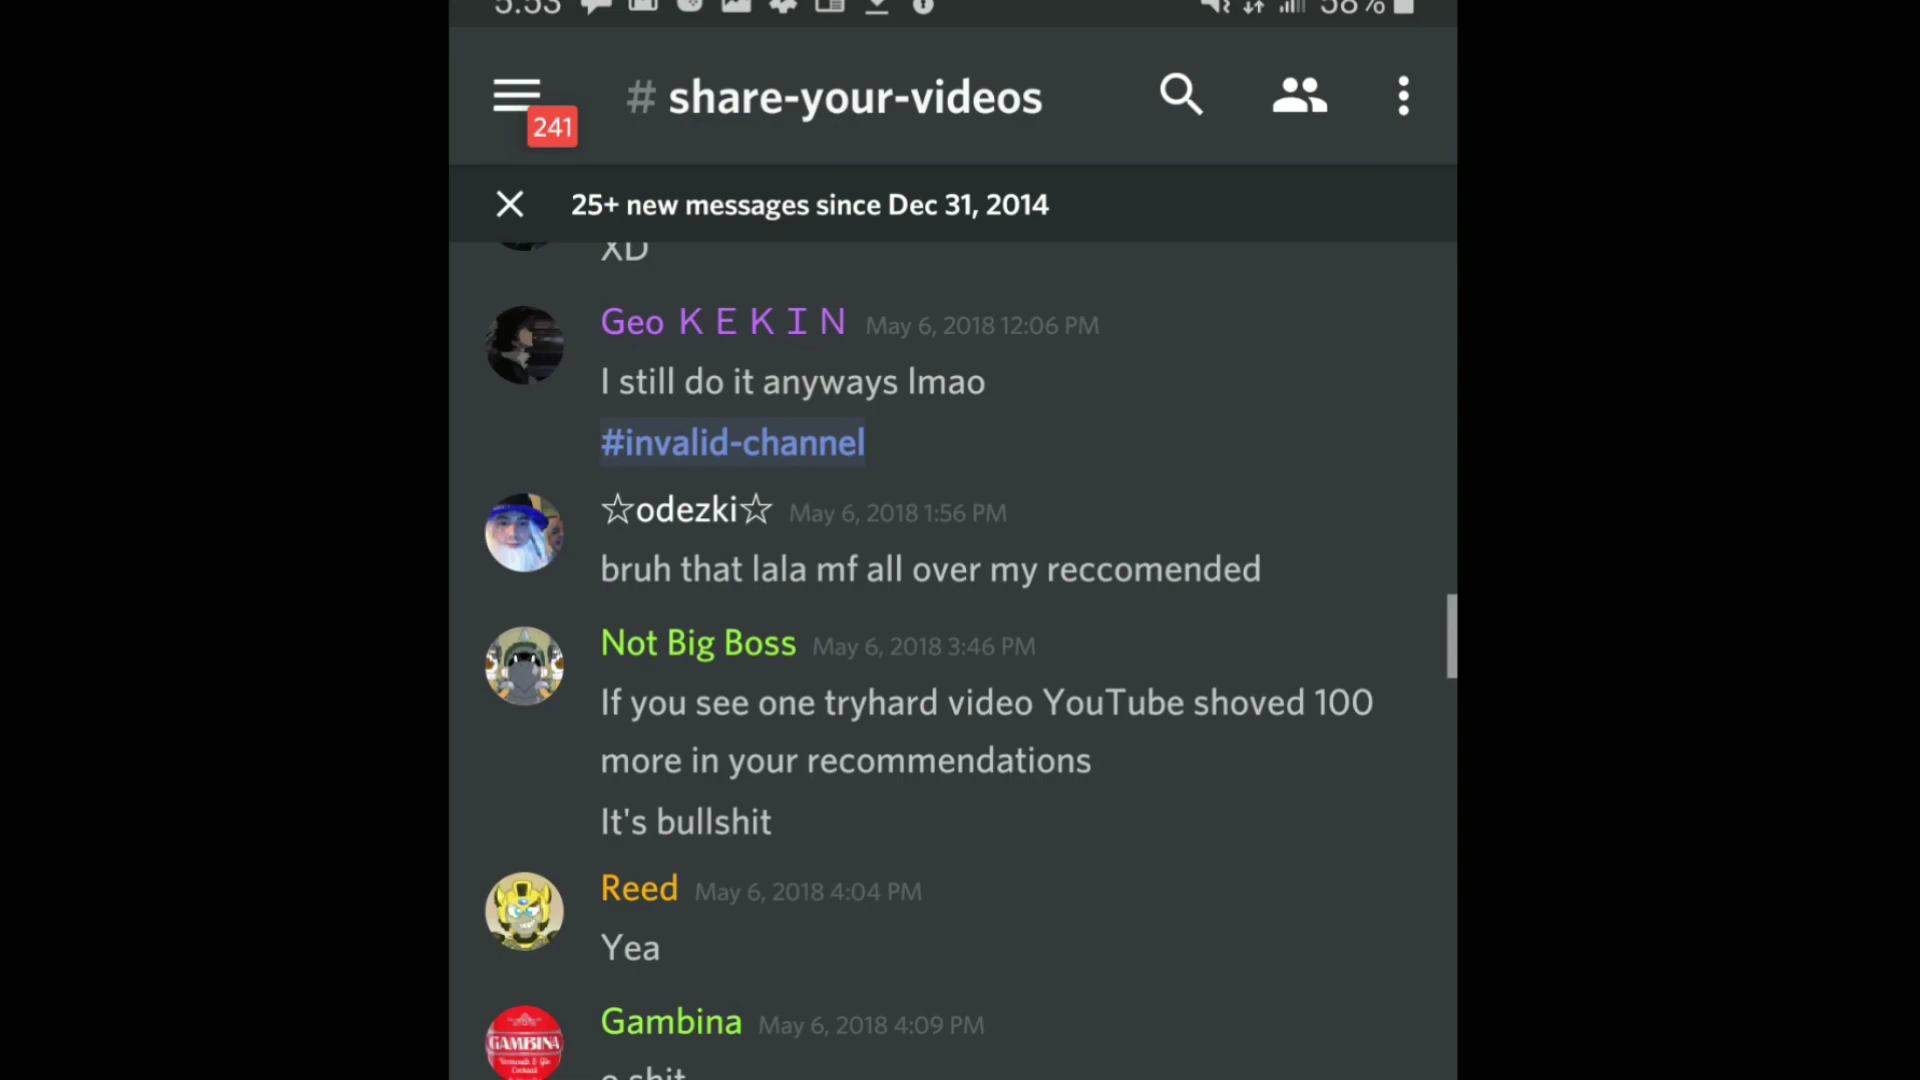 5:53
58%
# share-your-videos
241
25+ new messages since Dec 31, 2014
XD
Geo K E K I N May 6, 2018 12:06 PM
I still do it anyways lmao
#invalid-channel
☆odezki☆ May 6, 2018 1:56 PM
bruh that lala mf all over my reccomended
Not Big Boss May 6, 2018 3:46 PM
If you see one tryhard video YouTube shoved 100
more in your recommendations
It's bullshit
Reed May 6, 2018 4:04 PM
Yea
Gambina May 6, 2018 4:09 PM
GAMBINA
o shit